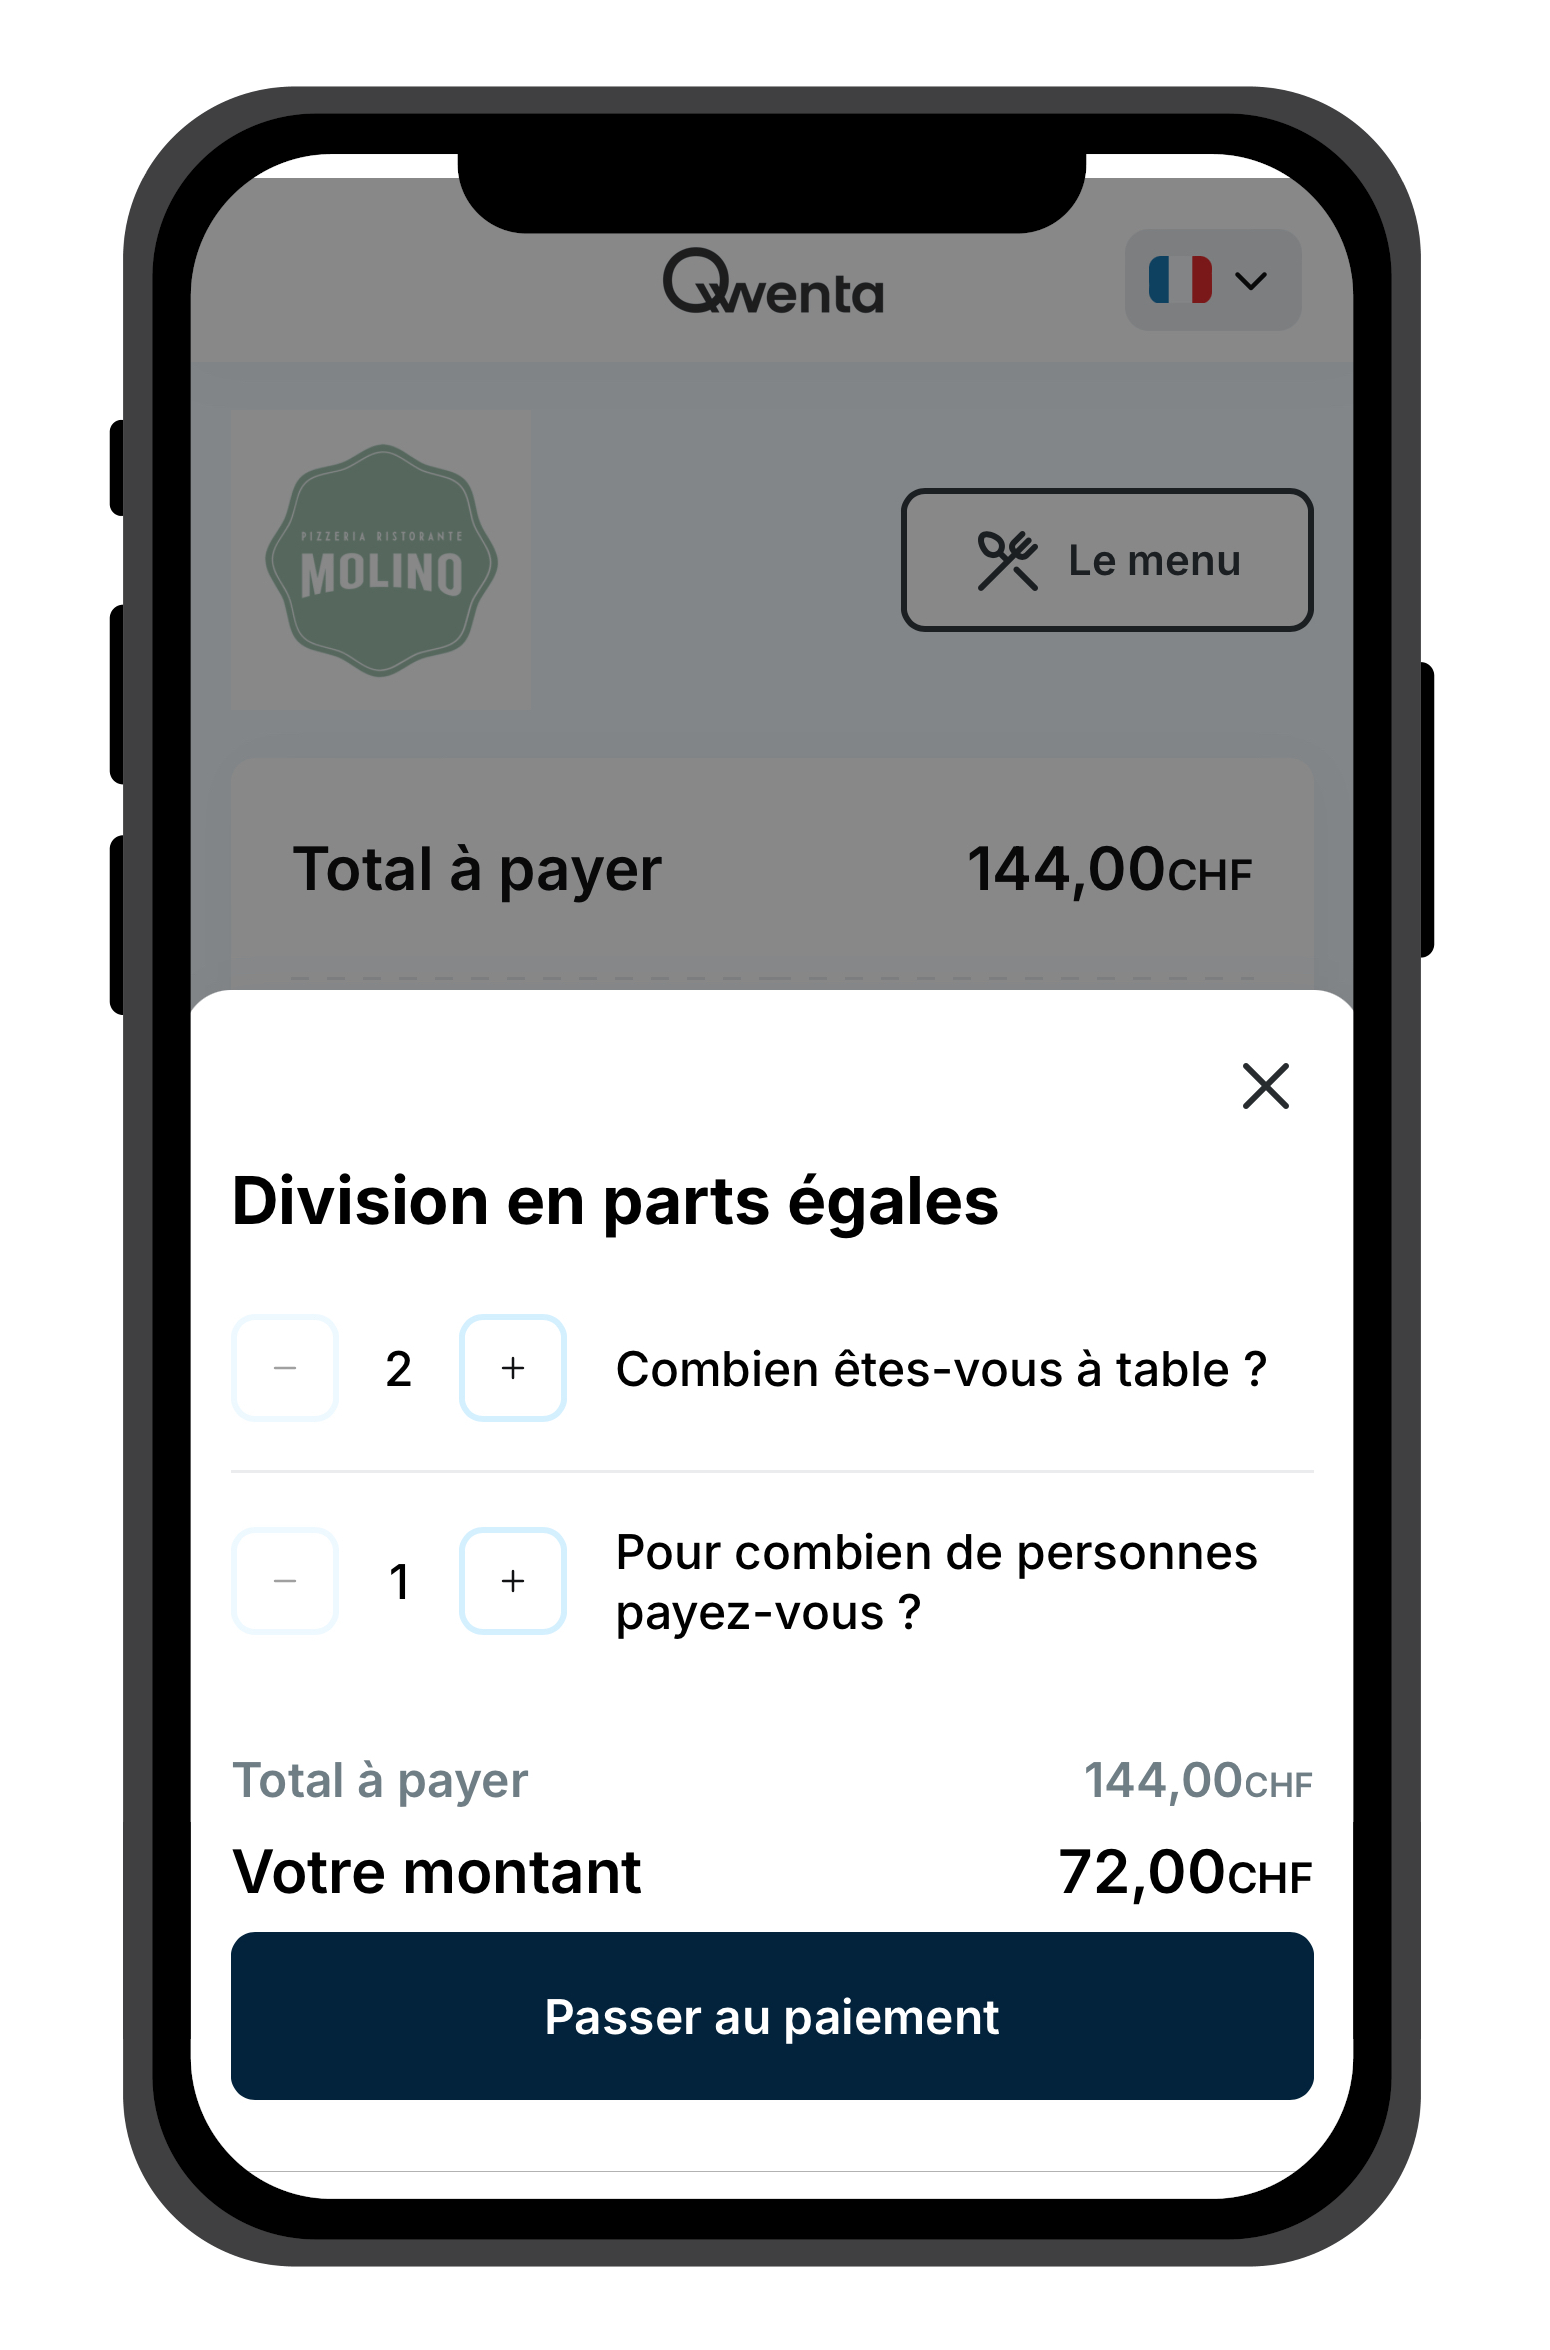 Qwenta
PIZZERIA RISTORANTE
MOLINO
Le menu
Total à payer 144,00CHF
Division en parts égales
2 Combien êtes-vous à table ?
1 Pour combien de personnes
payez-vous ?
Total à payer 144,00CHF
Votre montant 72,00CHF
Passer au paiement